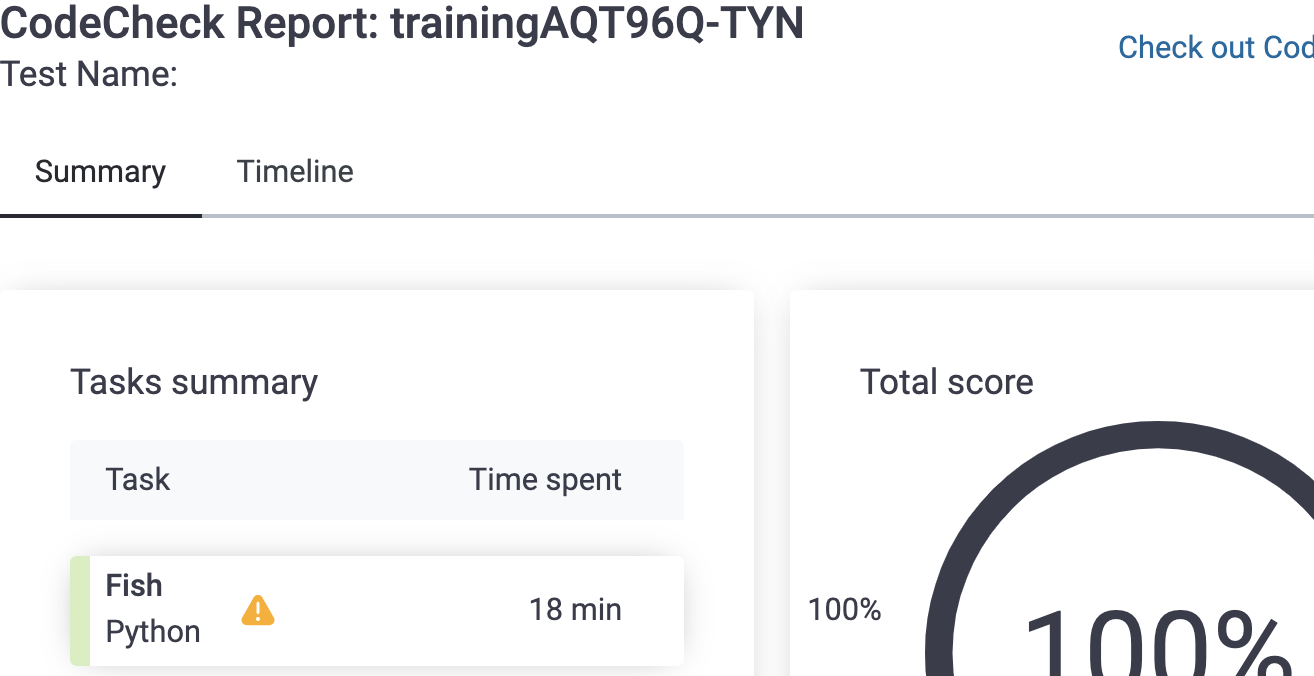 CodeCheck Report: trainingAQT96Q-TYN
Check out Cod
Test Name:
Summary
Timeline
Tasks summary
Task
Time spent
Fish
Python
18 min
Total score
100%
100%